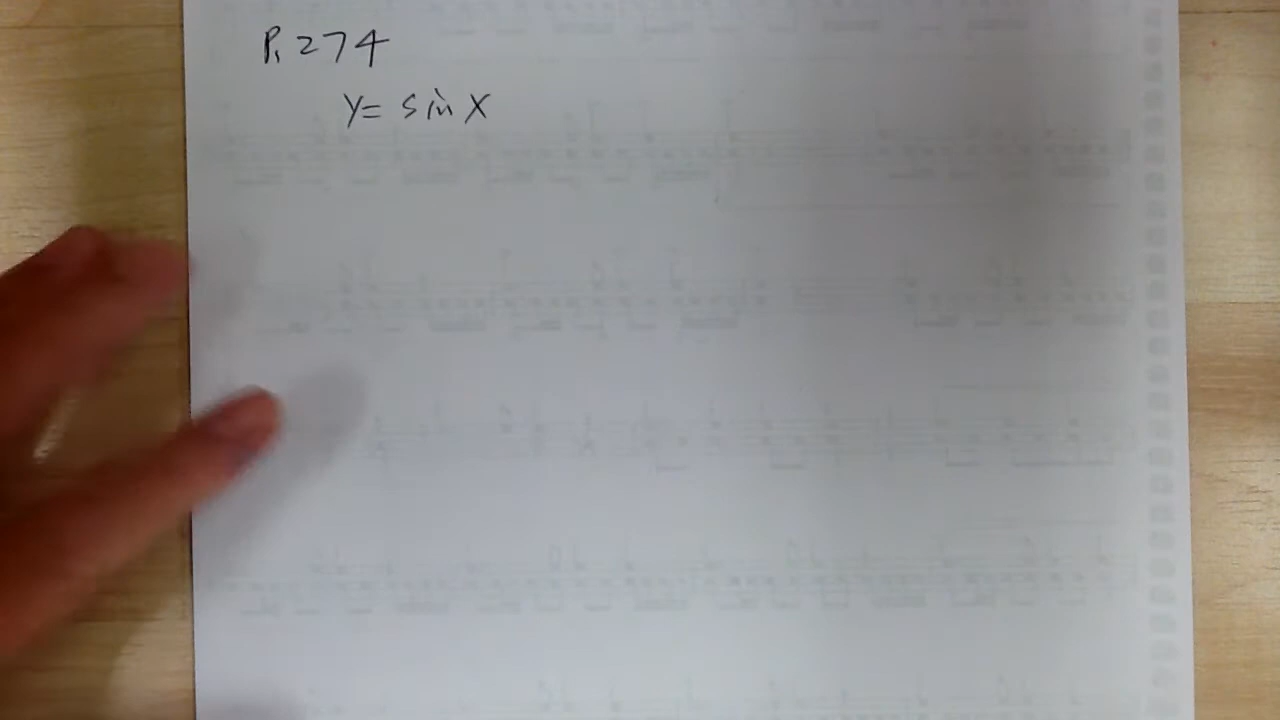 P. 274
y = sin x